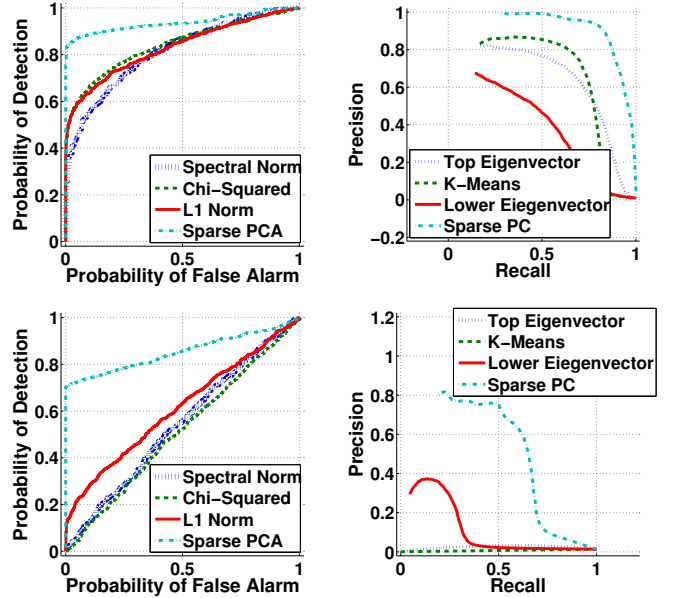 Probability of Detection
1
0.8
0.6
0.4
0.2
0
0
0.5
1
Probability of False Alarm
Spectral Norm
Chi-Squared
L1 Norm
Sparse PCA
Precision
1
0.8
0.6
0.4
0.2
0
−0.2
0
0.5
1
Recall
Top Eigenvector
K-Means
Lower Eiegenvector
Sparse PC
Probability of Detection
1
0.8
0.6
0.4
0.2
0
0
0.5
1
Probability of False Alarm
Spectral Norm
Chi-Squared
L1 Norm
Sparse PCA
Precision
1.2
1
0.8
0.6
0.4
0.2
0
0
0.5
1
Recall
Top Eigenvector
K-Means
Lower Eiegenvector
Sparse PC